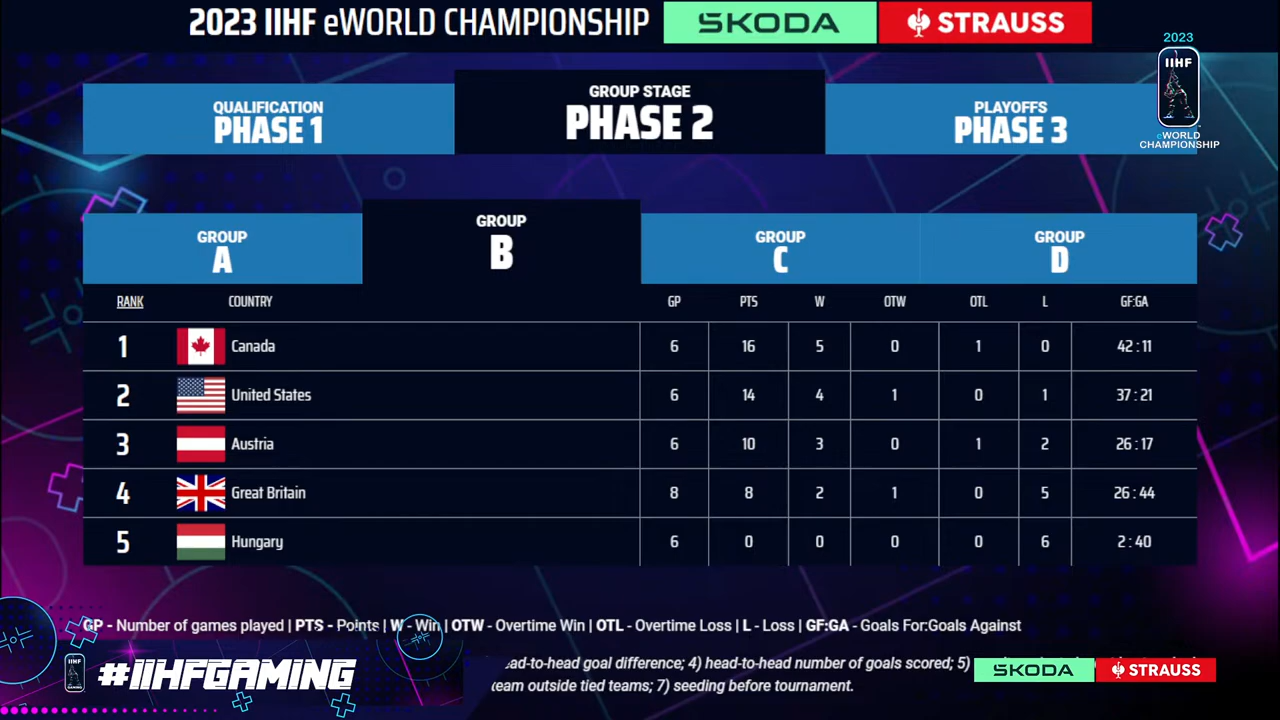 2023 IIHF eWORLD CHAMPIONSHIP ŠKODA STRAUSS
2023
IIHF
eWORLD
CHAMPIONSHIP
QUALIFICATION
PHASE 1
GROUP STAGE
PHASE 2
PLAYOFFS
PHASE 3
GROUP
A
GROUP
B
GROUP
C
GROUP
D
RANK COUNTRY GP PTS W OTW OTL L GF:GA
1 Canada 6 16 5 0 1 0 42:11
2 United States 6 14 4 1 0 1 37:21
3 Austria 6 10 3 0 1 2 26:17
4 Great Britain 8 8 2 1 0 5 26:44
5 Hungary 6 0 0 0 0 6 2:40
GP - Number of games played | PTS - Points | W - Win | OTW - Overtime Win | OTL - Overtime Loss | L - Loss | GF:GA - Goals For:Goals Against
ead-to-head goal difference; 4) head-to-head number of goals scored; 5)
team outside tied teams; 7) seeding before tournament.
IIHF
#IIHFGAMING
ŠKODA STRAUSS